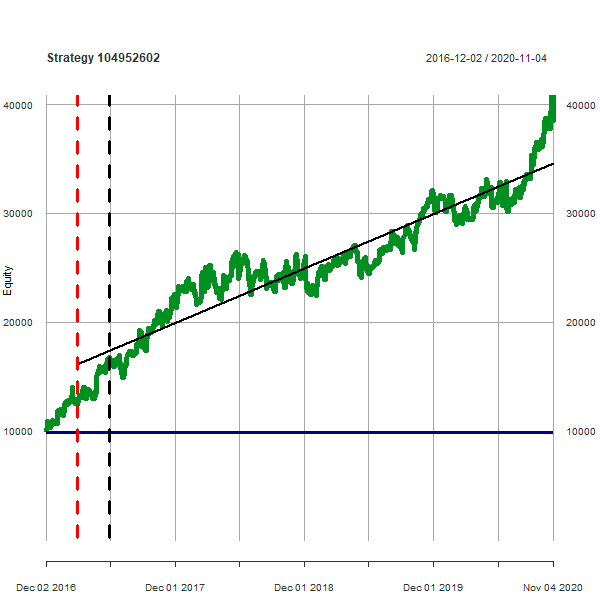 Strategy 104952602
2016-12-02 / 2020-11-04
40000
40000
30000
30000
Equity
20000
20000
10000
10000
Dec 02 2016
Dec 01 2017
Dec 01 2018
Dec 01 2019
Nov 04 2020